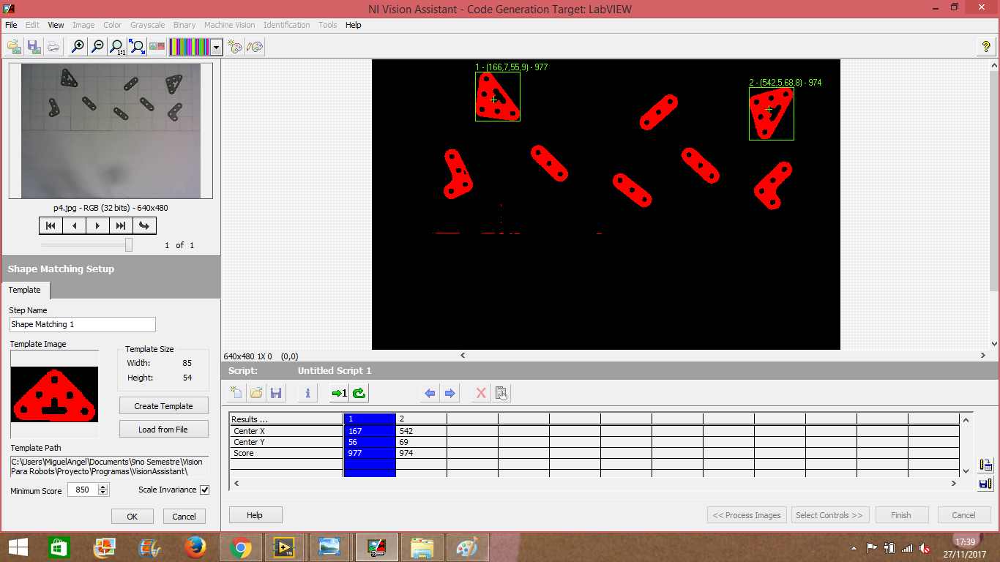 NI Vision Assistant - Code Generation Target: LabVIEW
File Edit View Image Color Grayscale Binary Machine Vision Identification Tools Help
1:1
?
p4.jpg - RGB (32 bits) - 640x480
1 of 1
Shape Matching Setup
Template
Step Name
Shape Matching 1
Template Image
Template Size
Width: 85
Height: 54
Create Template
Load from File
Template Path
C:\Users\MiguelAngel\Documents\9no Semestre\Vision
Para Robots\Proyecto\Programas\VisionAssistant\
Minimum Score 850 Scale Invariance
OK Cancel
1 - (166,7,55,9) - 977
2 - (542,5,68,8) - 974
640x480 1X 0 (0,0)
Script: Untitled Script 1
1
Results ... 1 2
Center X 167 542
Center Y 56 69
Score 977 974
Help << Process Images Select Controls >> Finish Cancel
15
17:39
27/11/2017